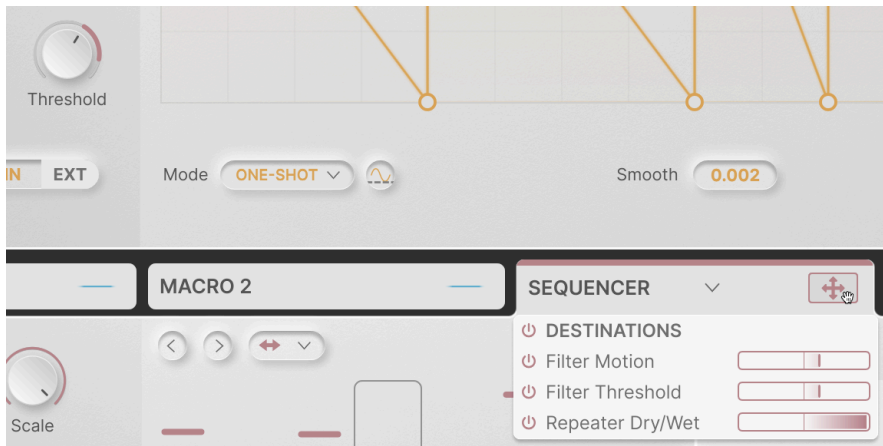 Threshold
IN EXT
Mode ONE-SHOT
Smooth 0.002
MACRO 2
SEQUENCER
DESTINATIONS
Filter Motion
Filter Threshold
Repeater Dry/Wet
Scale